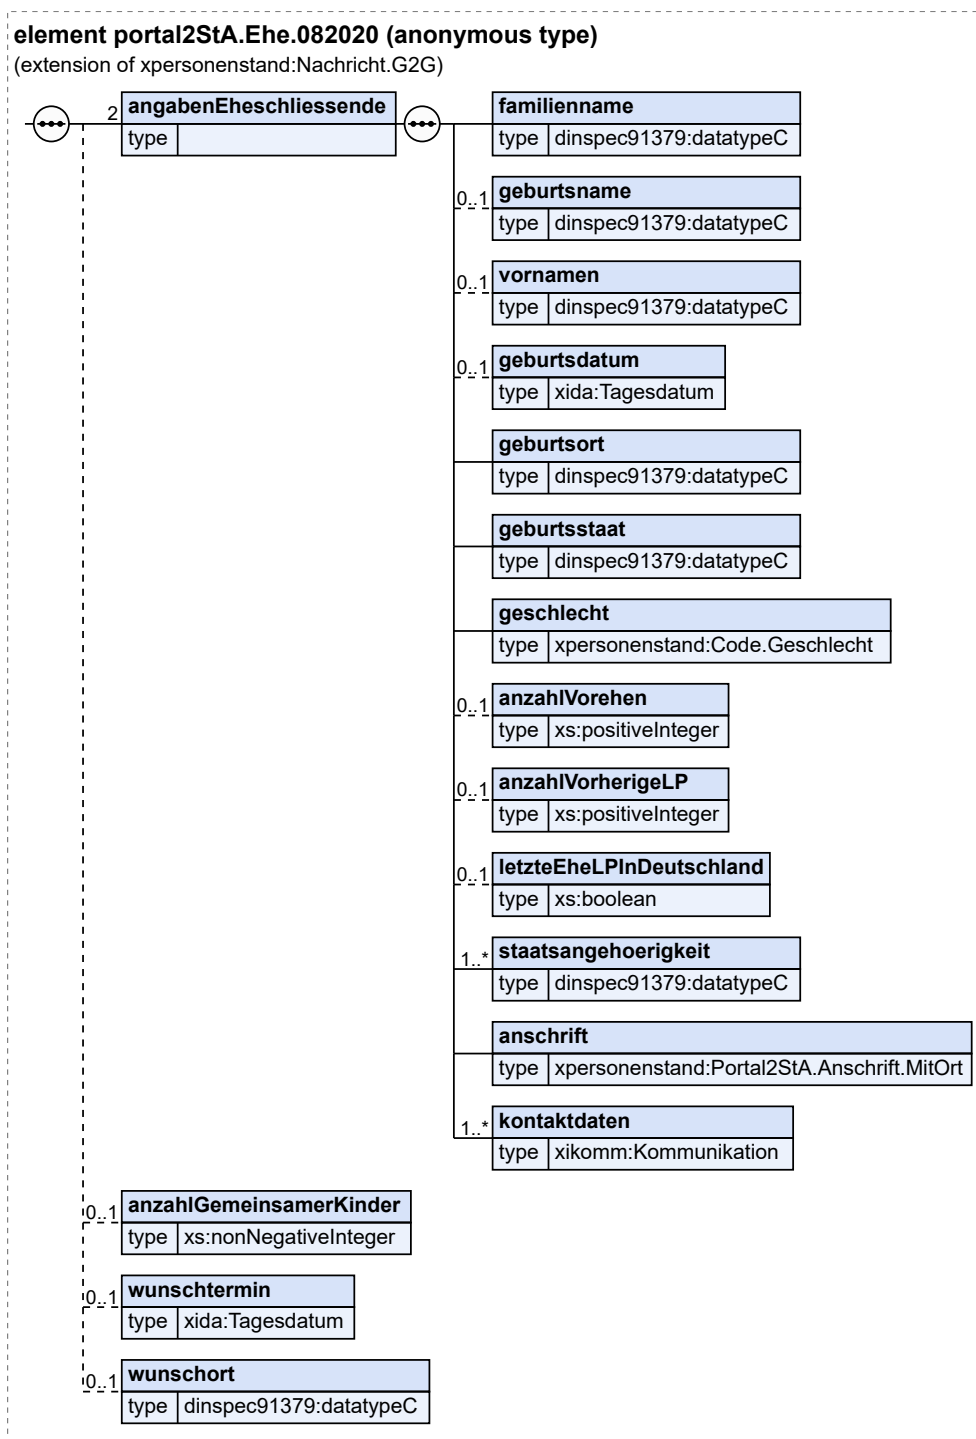 element portal2StA.Ehe.082020 (anonymous type)
(extension of xpersonenstand:Nachricht.G2G)
2
angabenEheschliessende
type
familienname
type dinspec91379:datatypeC
0..1
geburtsname
type dinspec91379:datatypeC
0..1
vornamen
type dinspec91379:datatypeC
0..1
geburtsdatum
type xida:Tagesdatum
geburtsort
type dinspec91379:datatypeC
geburtsstaat
type dinspec91379:datatypeC
geschlecht
type xpersonenstand:Code.Geschlecht
0..1
anzahlVorehen
type xs:positiveInteger
0..1
anzahlVorherigeLP
type xs:positiveInteger
0..1
letzteEheLPInDeutschland
type xs:boolean
1..*
staatsangehoerigkeit
type dinspec91379:datatypeC
anschrift
type xpersonenstand:Portal2StA.Anschrift.MitOrt
1..*
kontaktdaten
type xikomm:Kommunikation
0..1
anzahlGemeinsamerKinder
type xs:nonNegativeInteger
0..1
wunschtermin
type xida:Tagesdatum
0..1
wunschort
type dinspec91379:datatypeC